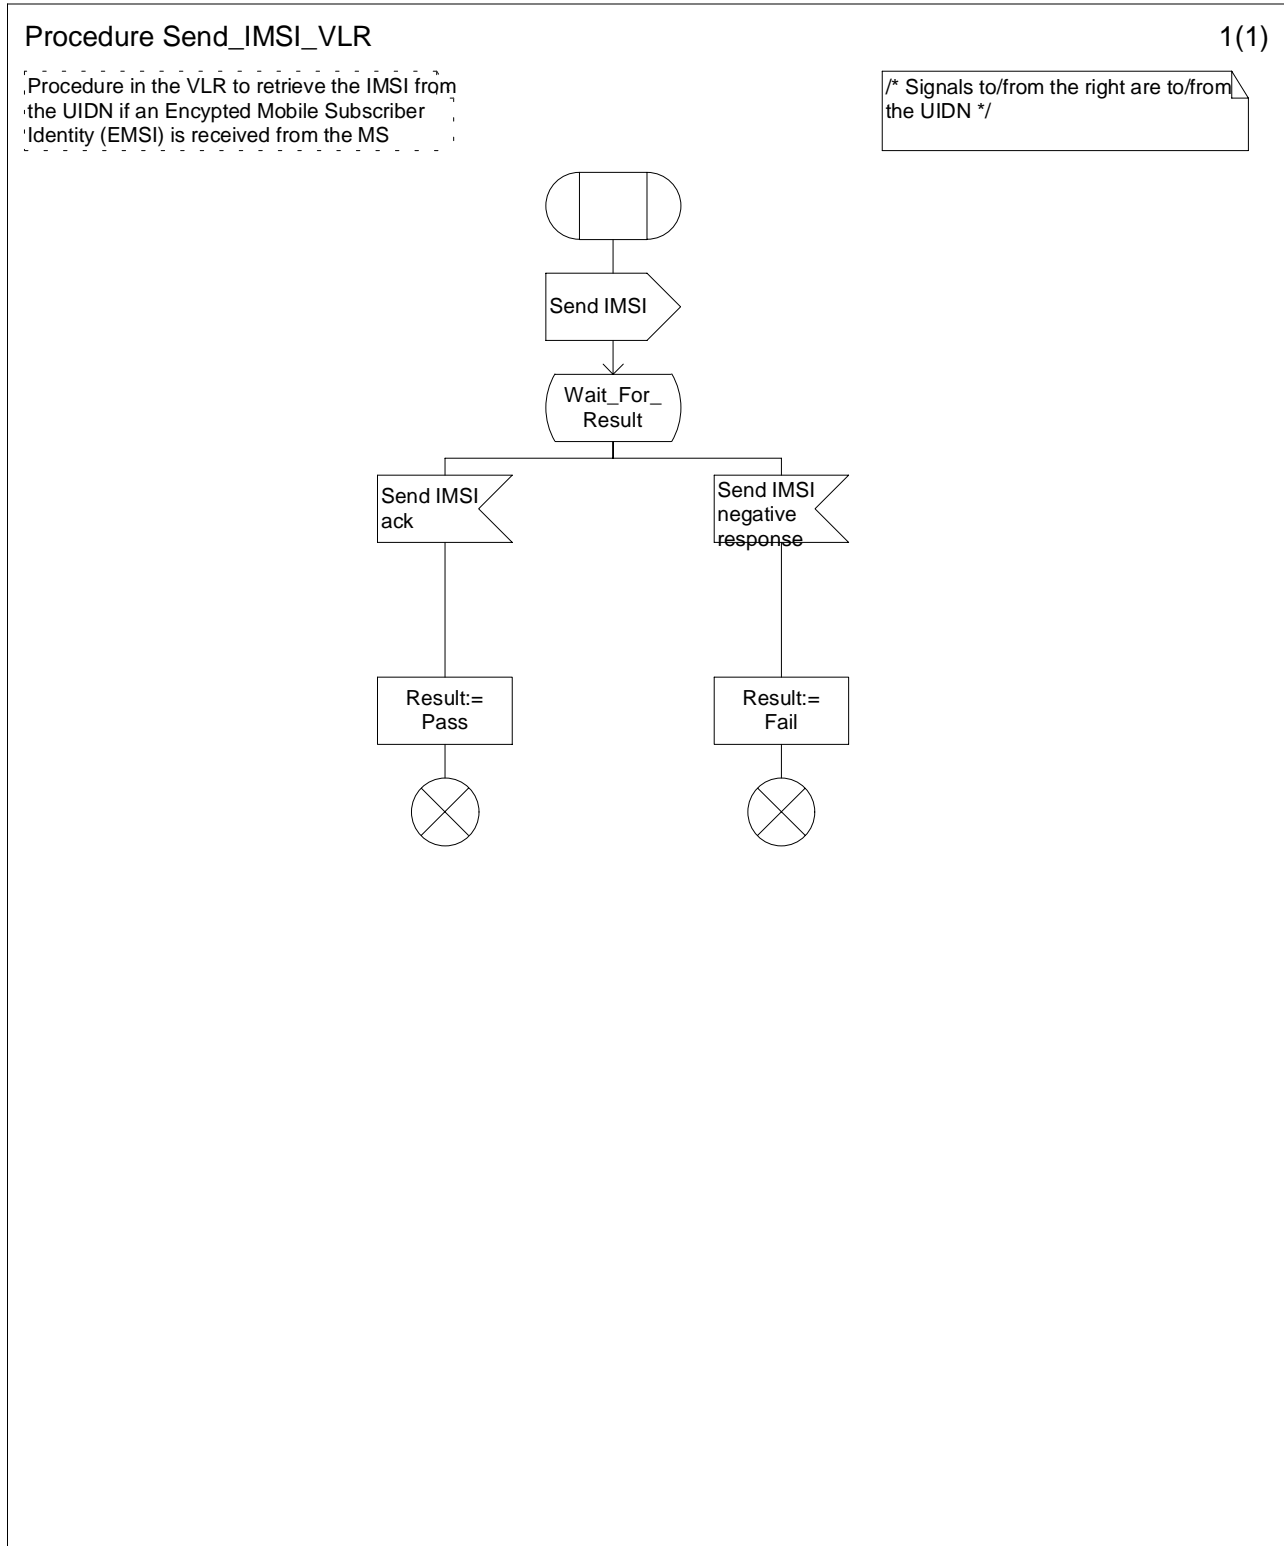 Procedure Send_IMSI_VLR
1(1)
Procedure in the VLR to retrieve the IMSI from
the UIDN if an Encypted Mobile Subscriber
Identity (EMSI) is received from the MS
/* Signals to/from the right are to/from
the UIDN */
Send IMSI
Wait_For_
Result
Send IMSI
ack
Send IMSI
negative
response
Result:=
Pass
Result:=
Fail